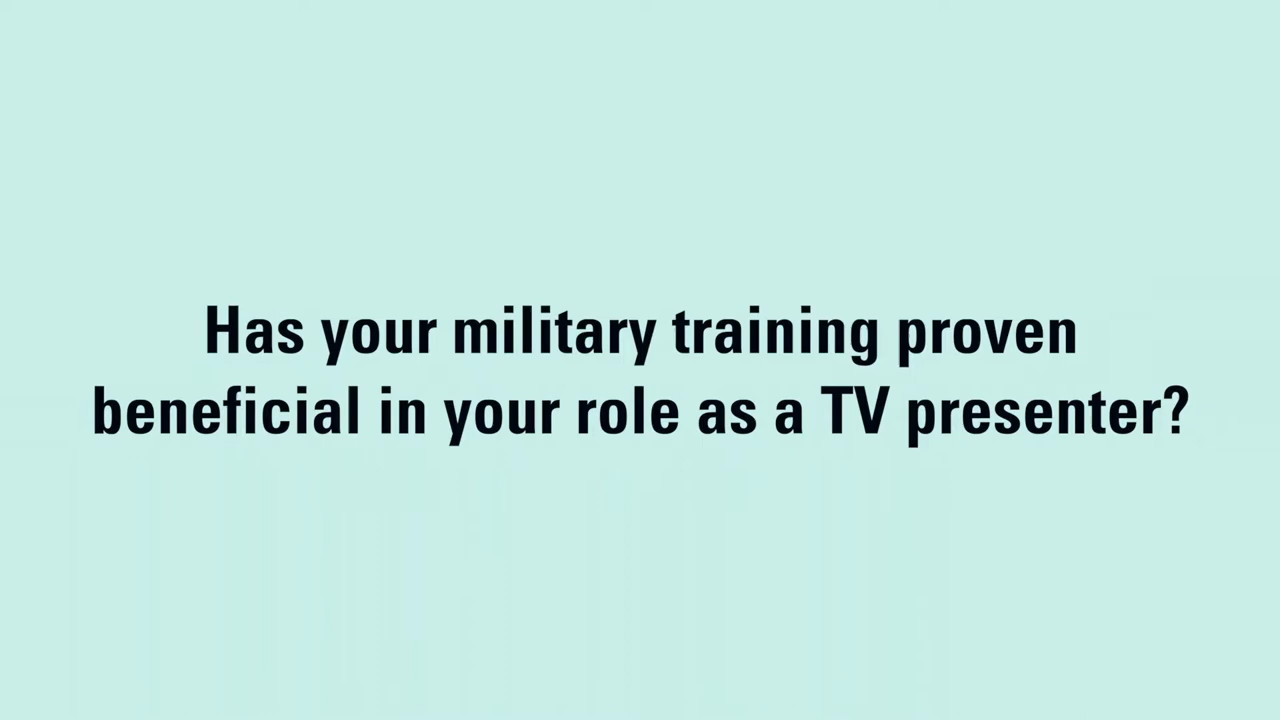 Has your military training proven
beneficial in your role as a TV presenter?